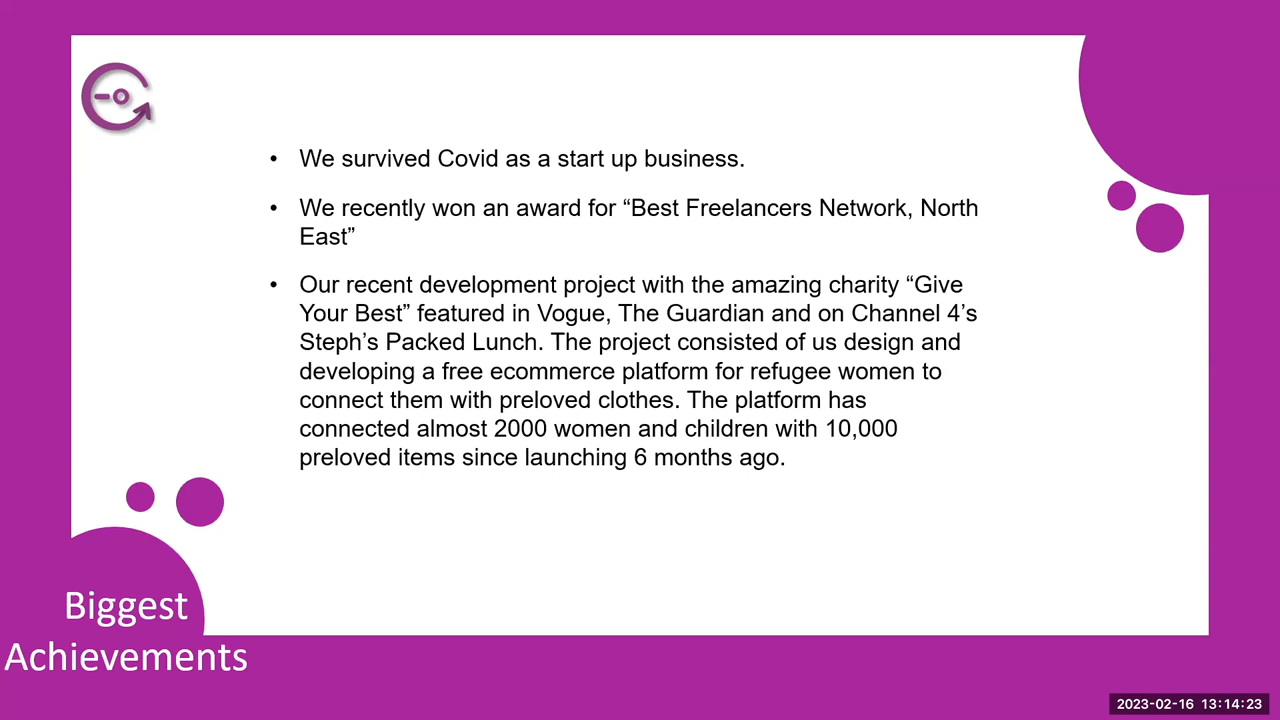 • We survived Covid as a start up business.
• We recently won an award for “Best Freelancers Network, North
East”
• Our recent development project with the amazing charity “Give
Your Best” featured in Vogue, The Guardian and on Channel 4’s
Steph’s Packed Lunch. The project consisted of us design and
developing a free ecommerce platform for refugee women to
connect them with preloved clothes. The platform has
connected almost 2000 women and children with 10,000
preloved items since launching 6 months ago.
Biggest
Achievements
2023-02-16 13:14:23